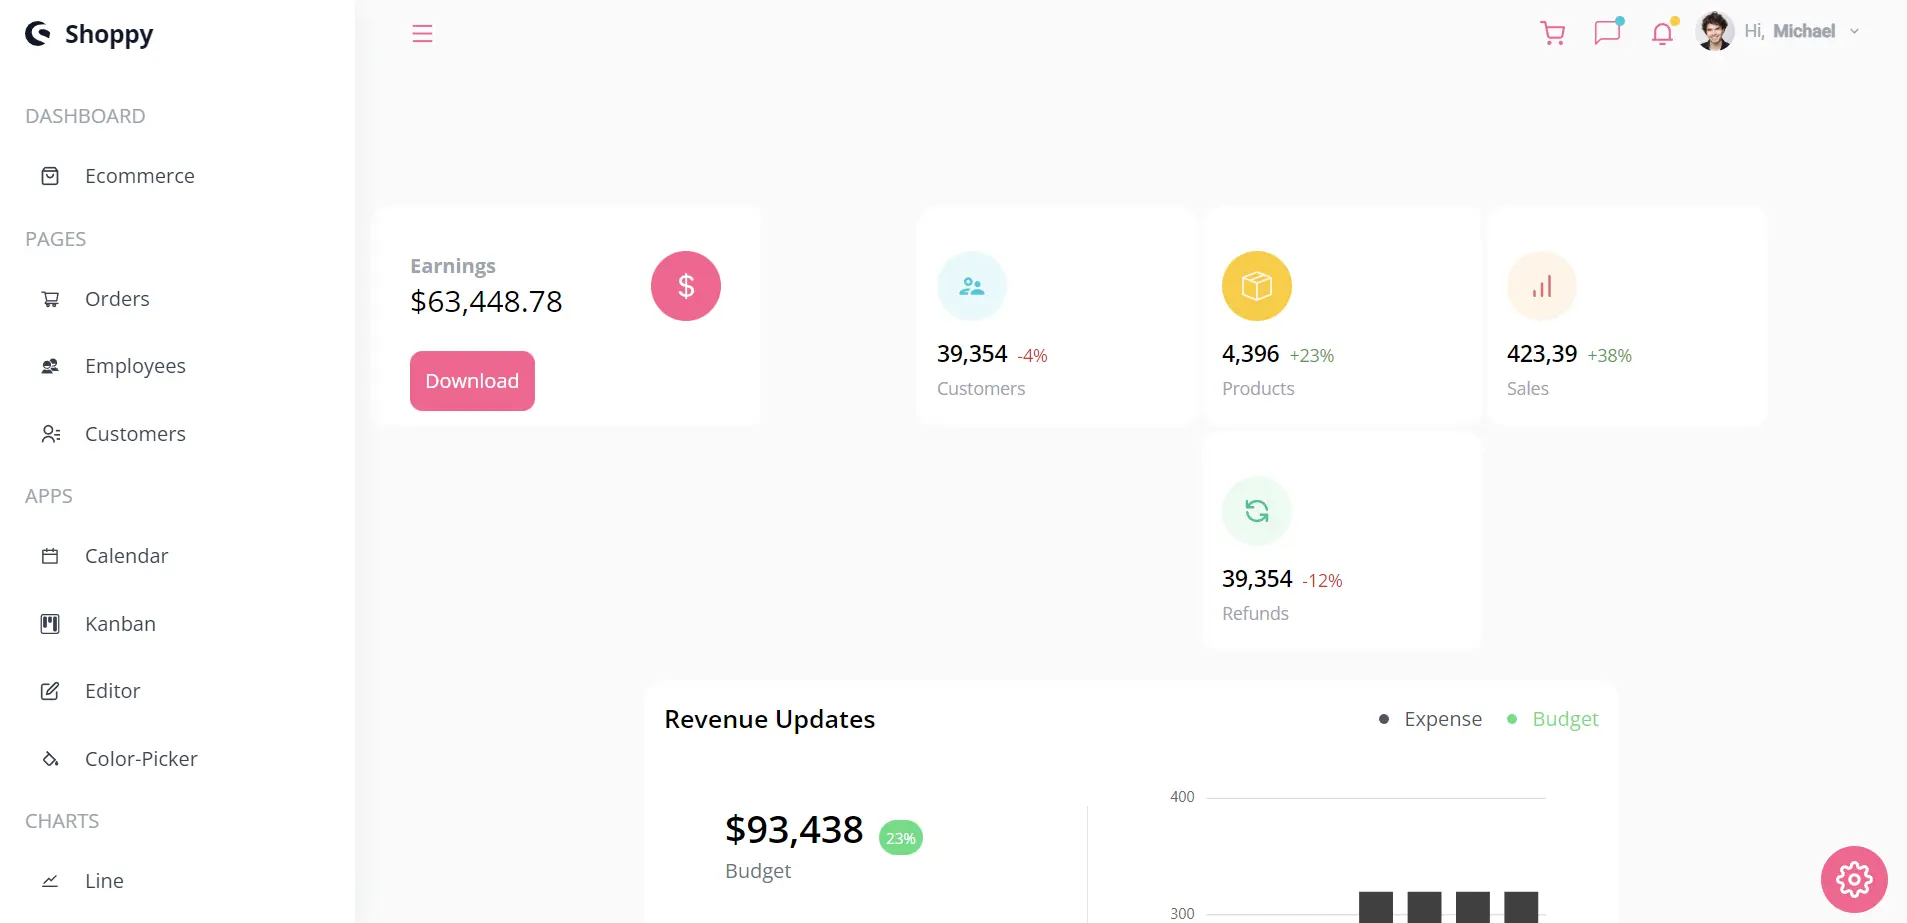 Shoppy
Hi, Michael
DASHBOARD
Ecommerce
PAGES
Orders
Employees
Customers
APPS
Calendar
Kanban
Editor
Color-Picker
CHARTS
Line
Earnings
$63,448.78
$
Download
39,354 -4%
Customers
4,396 +23%
Products
423,39 +38%
Sales
39,354 -12%
Refunds
Revenue Updates
Expense
Budget
$93,438 23%
Budget
400
300